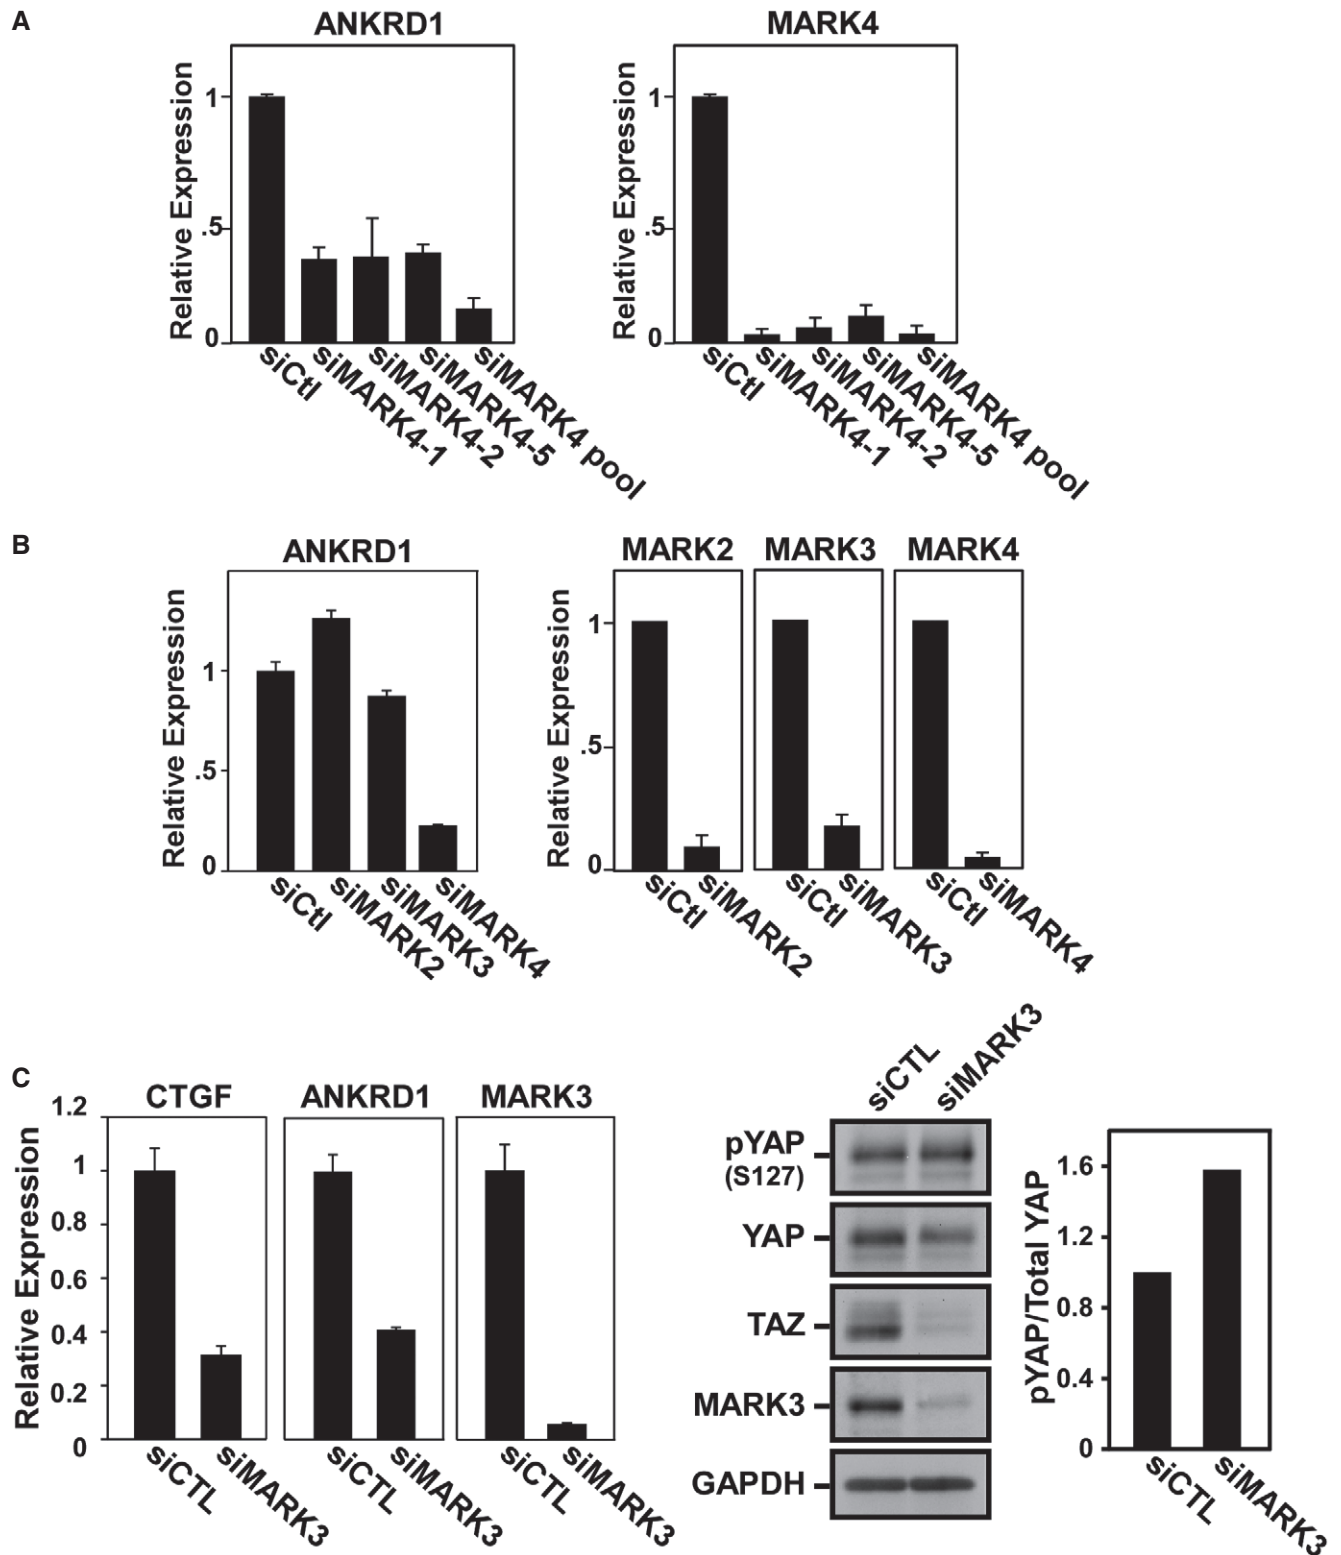 A
ANKRD1
MARK4
Relative Expression
1
.5
0
siCtl
siMARK4-1
siMARK4-2
siMARK4-5
siMARK4 pool
Relative Expression
1
.5
0
siCtl
siMARK4-1
siMARK4-2
siMARK4-5
siMARK4 pool
B
ANKRD1
MARK2
MARK3
MARK4
Relative Expression
1
.5
0
siCtl
siMARK2
siMARK3
siMARK4
Relative Expression
1
.5
0
siCtl
siMARK2
siCtl
siMARK3
siCtl
siMARK4
C
CTGF
ANKRD1
MARK3
Relative Expression
1.2
1
0.8
0.6
0.4
0.2
0
siCTL
siMARK3
siCTL
siMARK3
siCTL
siMARK3
siCTL
siMARK3
pYAP
(S127)
YAP
TAZ
MARK3
GAPDH
pYAP/Total YAP
1.6
1.2
0.8
0.4
0
siCTL
siMARK3